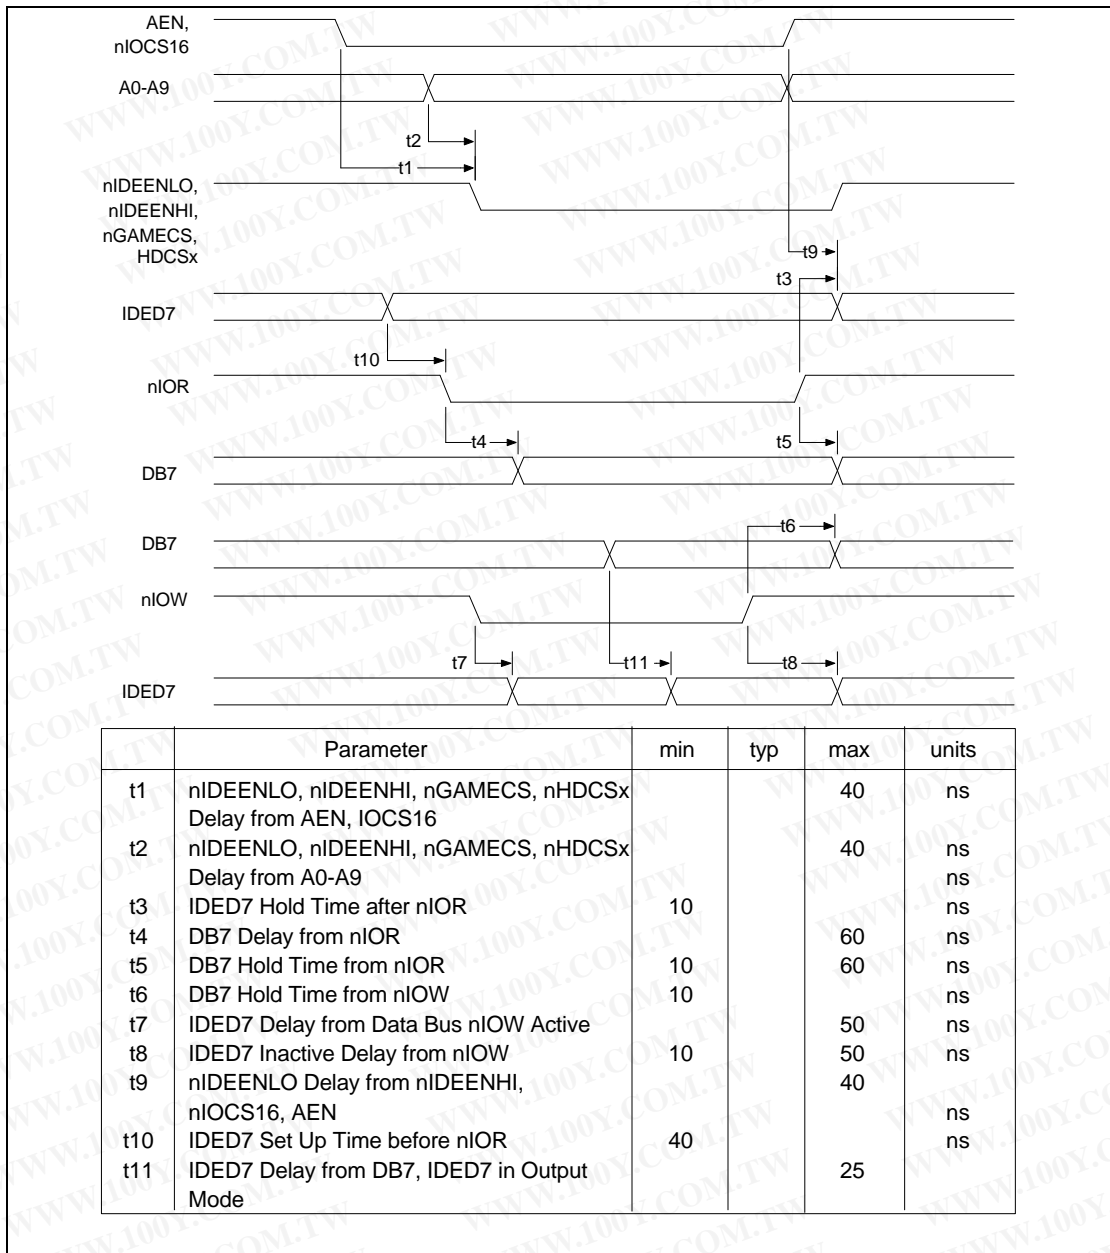 AEN,
nIOCS16
A0-A9
t2
t1
nIDEENLO,
nIDEENHI,
nGAMECS,
HDCSx
t9
t3
IDED7
t10
nIOR
t4
t5
DB7
t6
DB7
nIOW
t7
t11
t8
IDED7
Parameter min typ max units
t1 nIDEENLO, nIDEENHI, nGAMECS, nHDCSx 40 ns
Delay from AEN, IOCS16
t2 nIDEENLO, nIDEENHI, nGAMECS, nHDCSx 40 ns
Delay from A0-A9 ns
t3 IDED7 Hold Time after nIOR 10 ns
t4 DB7 Delay from nIOR 60 ns
t5 DB7 Hold Time from nIOR 10 60 ns
t6 DB7 Hold Time from nIOW 10 ns
t7 IDED7 Delay from Data Bus nIOW Active 50 ns
t8 IDED7 Inactive Delay from nIOW 10 50 ns
t9 nIDEENLO Delay from nIDEENHI, 40
nIOCS16, AEN ns
t10 IDED7 Set Up Time before nIOR 40 ns
t11 IDED7 Delay from DB7, IDED7 in Output 25
Mode
WWW.100Y.COM.TW